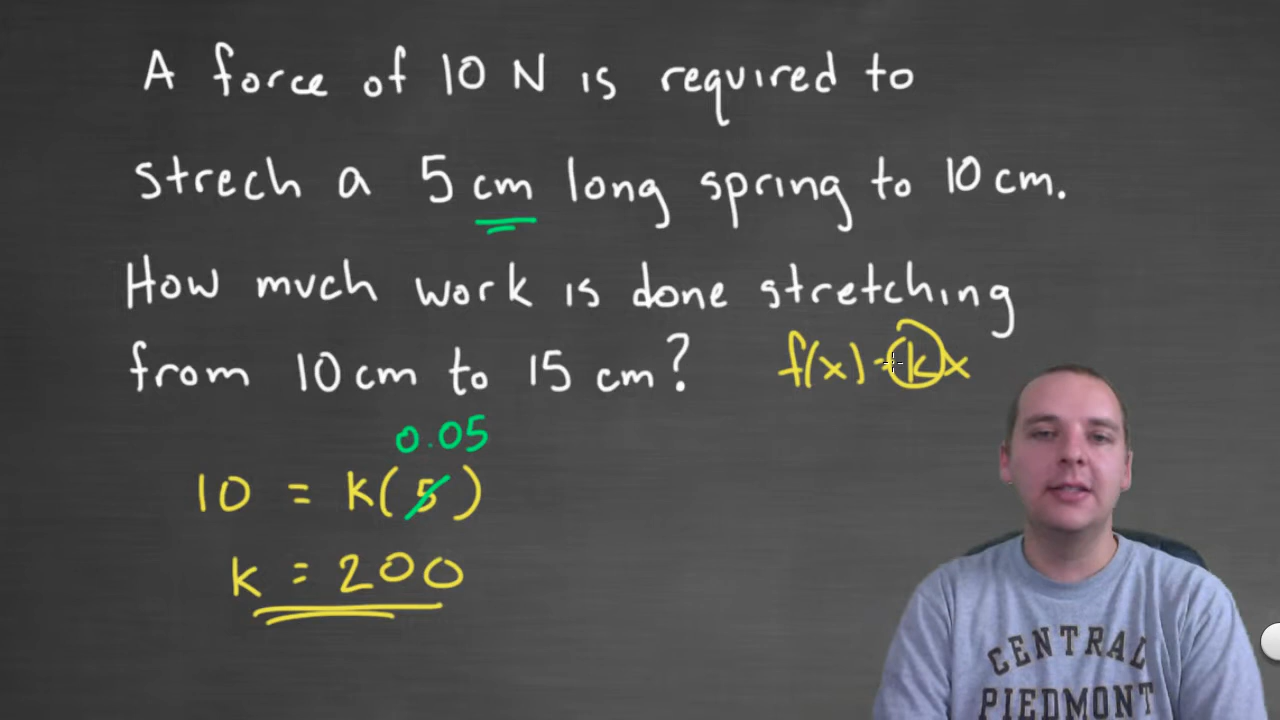 A force of 10 N is required to
strech a 5 cm long spring to 10 cm.
How much work is done stretching
from 10 cm to 15 cm?
f(x) = kx
0.05
10 = k(5)
k = 200
CENTRAL
PIEDMONT